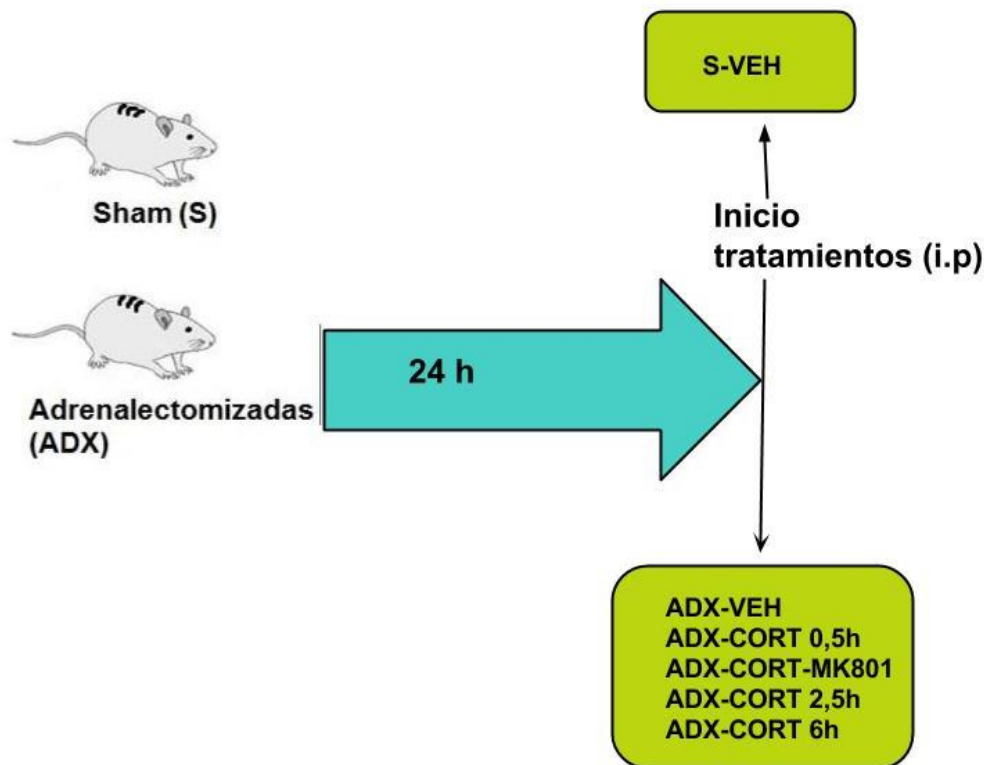 S-VEH
Sham (S)
Inicio
tratamientos (i.p)
24 h
Adrenalectomizadas
(ADX)
ADX-VEH
ADX-CORT 0,5h
ADX-CORT-MK801
ADX-CORT 2,5h
ADX-CORT 6h